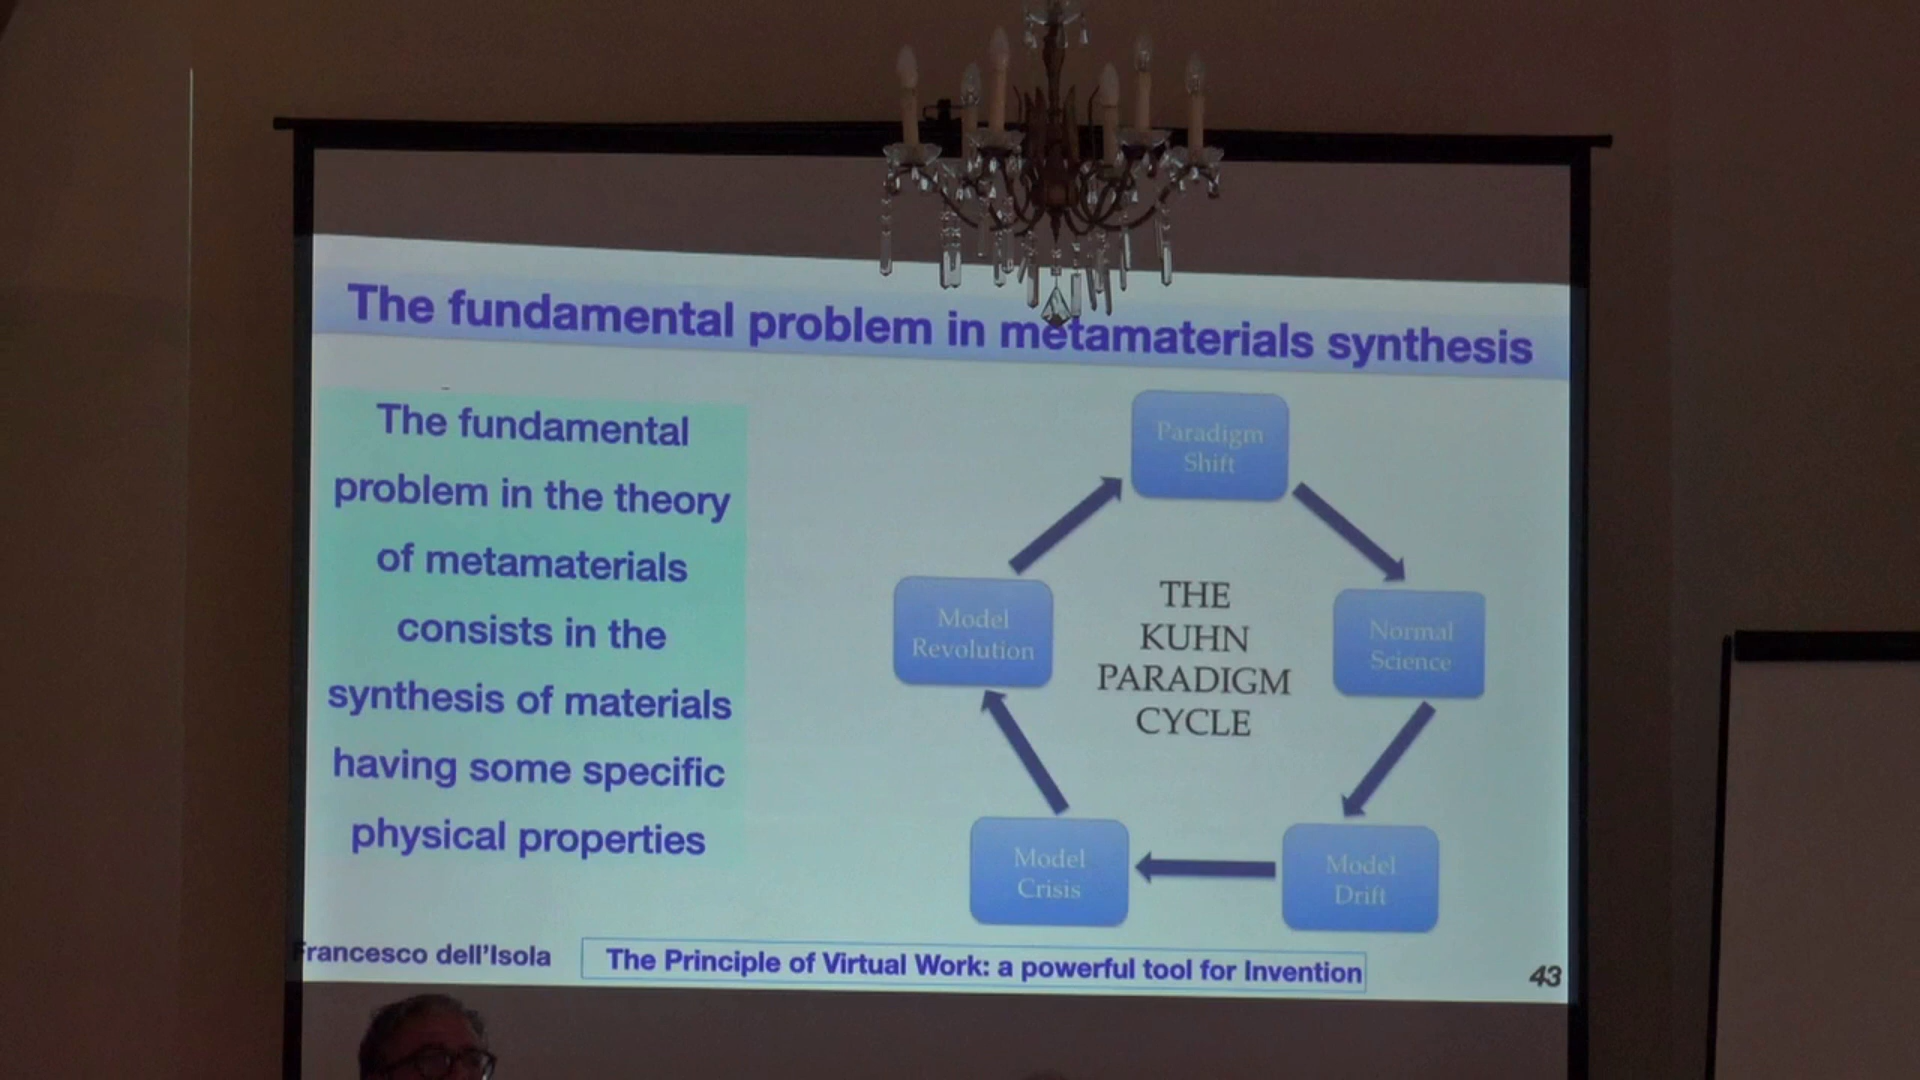 The fundamental problem in metamaterials synthesis
The fundamental
problem in the theory
of metamaterials
consists in the
synthesis of materials
having some specific
physical properties
Paradigm
Shift
Normal
Science
Model
Drift
Model
Crisis
Model
Revolution
THE
KUHN
PARADIGM
CYCLE
Francesco dell'Isola
The Principle of Virtual Work: a powerful tool for Invention
43